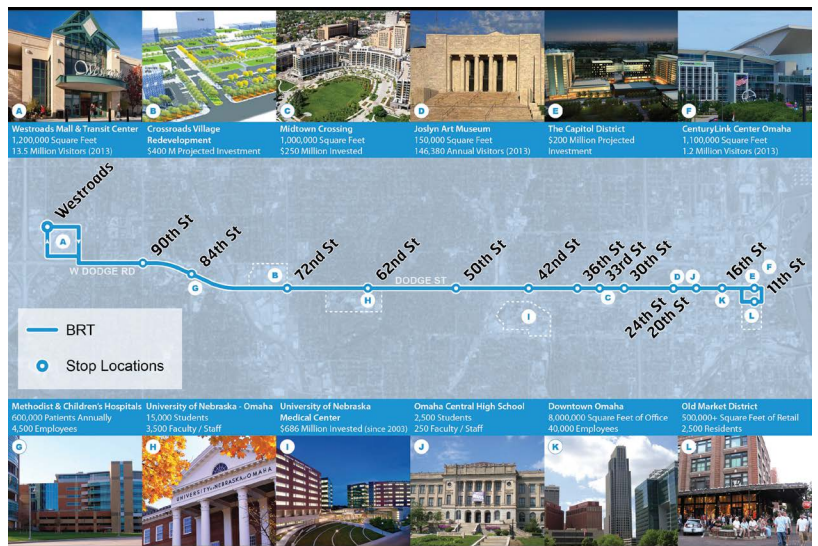 A
B
C
D
E
F
Westroads Mall & Transit Center
1,200,000 Square Feet
13.5 Million Visitors (2013)
Crossroads Village
Redevelopment
$400 M Projected Investment
Midtown Crossing
1,000,000 Square Feet
$250 Million Invested
Joslyn Art Museum
150,000 Square Feet
146,380 Annual Visitors (2013)
The Capitol District
$200 Million Projected
Investment
CenturyLink Center Omaha
1,100,000 Square Feet
1.2 Million Visitors (2013)
Westroads
A
W DODGE RD
90th St
84th St
G
B
72nd St
62nd St
H
DODGE ST
50th St
42nd St
I
36th St
33rd St
C
30th St
24th St
D
20th St
J
16th St
K
E
F
11th St
L
BRT
Stop Locations
Methodist & Children's Hospitals
600,000 Patients Annually
4,500 Employees
University of Nebraska - Omaha
15,000 Students
3,500 Faculty / Staff
University of Nebraska
Medical Center
$686 Million Invested (since 2003)
Omaha Central High School
2,500 Students
250 Faculty / Staff
Downtown Omaha
8,000,000 Square Feet of Office
40,000 Employees
Old Market District
500,000+ Square Feet of Retail
2,500 Residents
G
H
I
J
K
L
UNIVERSITY OF NEBRASKA OMAHA